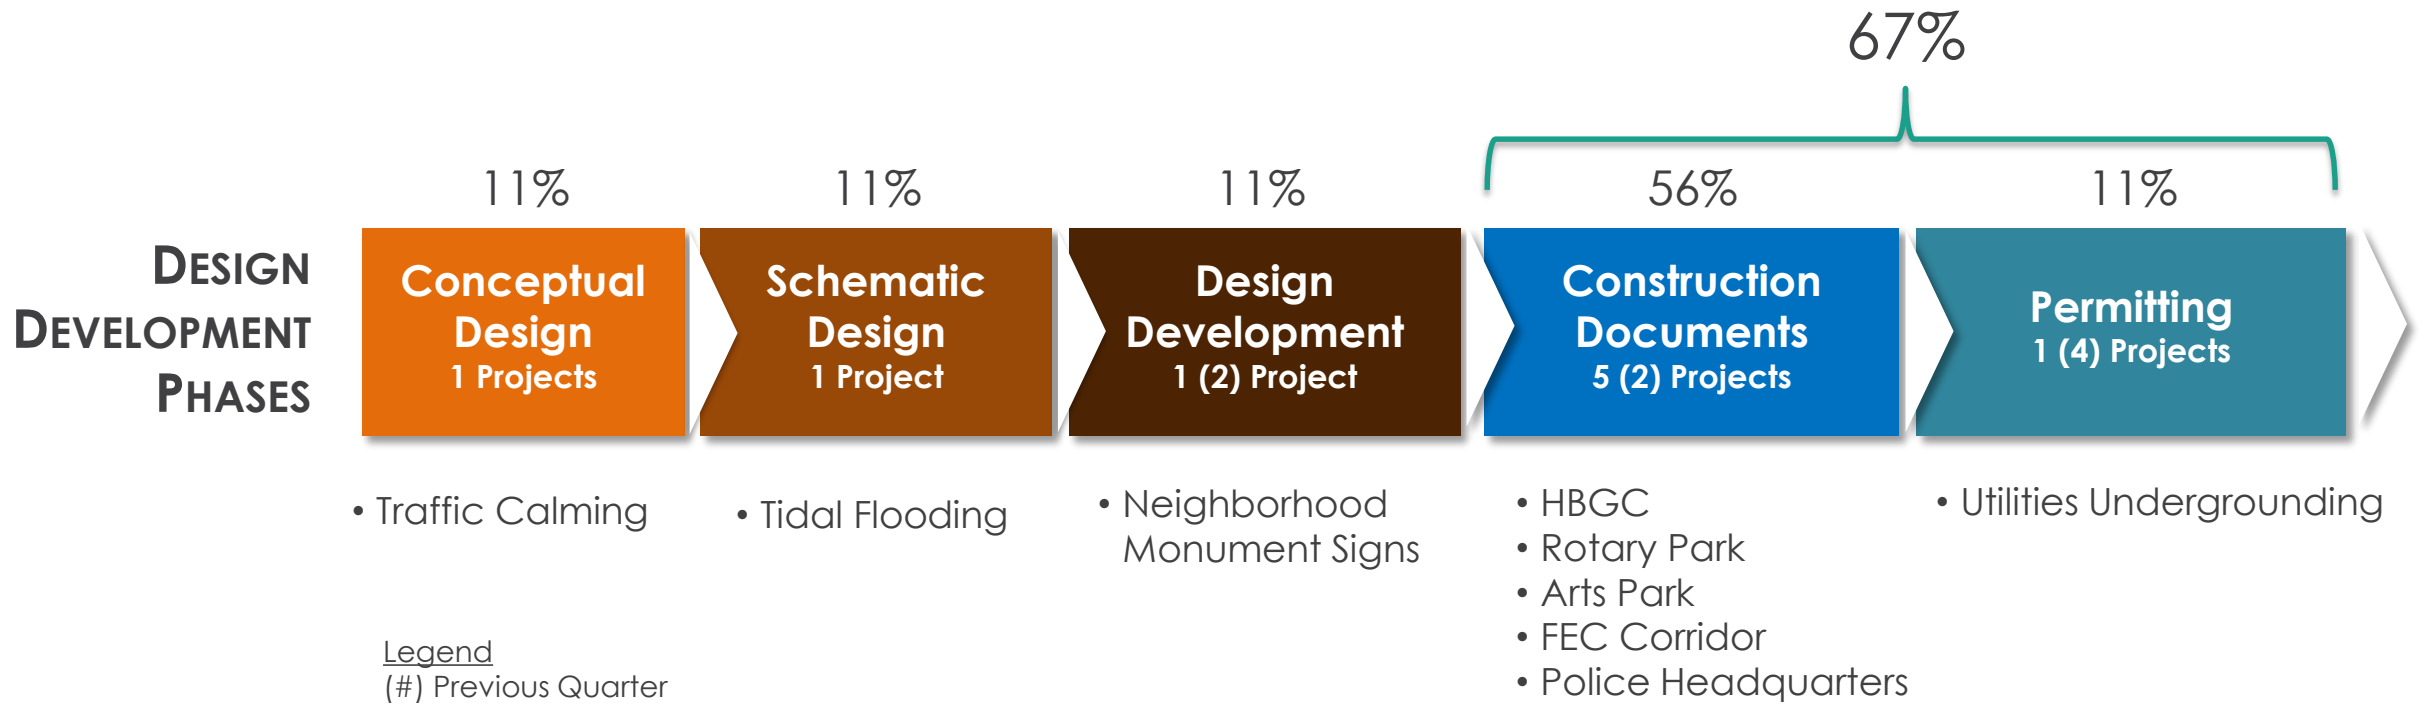 67%
11%
11%
11%
56%
11%
DESIGN
DEVELOPMENT
PHASES
Conceptual
Design
1 Projects
Schematic
Design
1 Project
Design
Development
1 (2) Project
Construction
Documents
5 (2) Projects
Permitting
1 (4) Projects
• Traffic Calming
• Tidal Flooding
• Neighborhood
Monument Signs
• HBGC
• Rotary Park
• Arts Park
• FEC Corridor
• Police Headquarters
• Utilities Undergrounding
Legend
(#) Previous Quarter